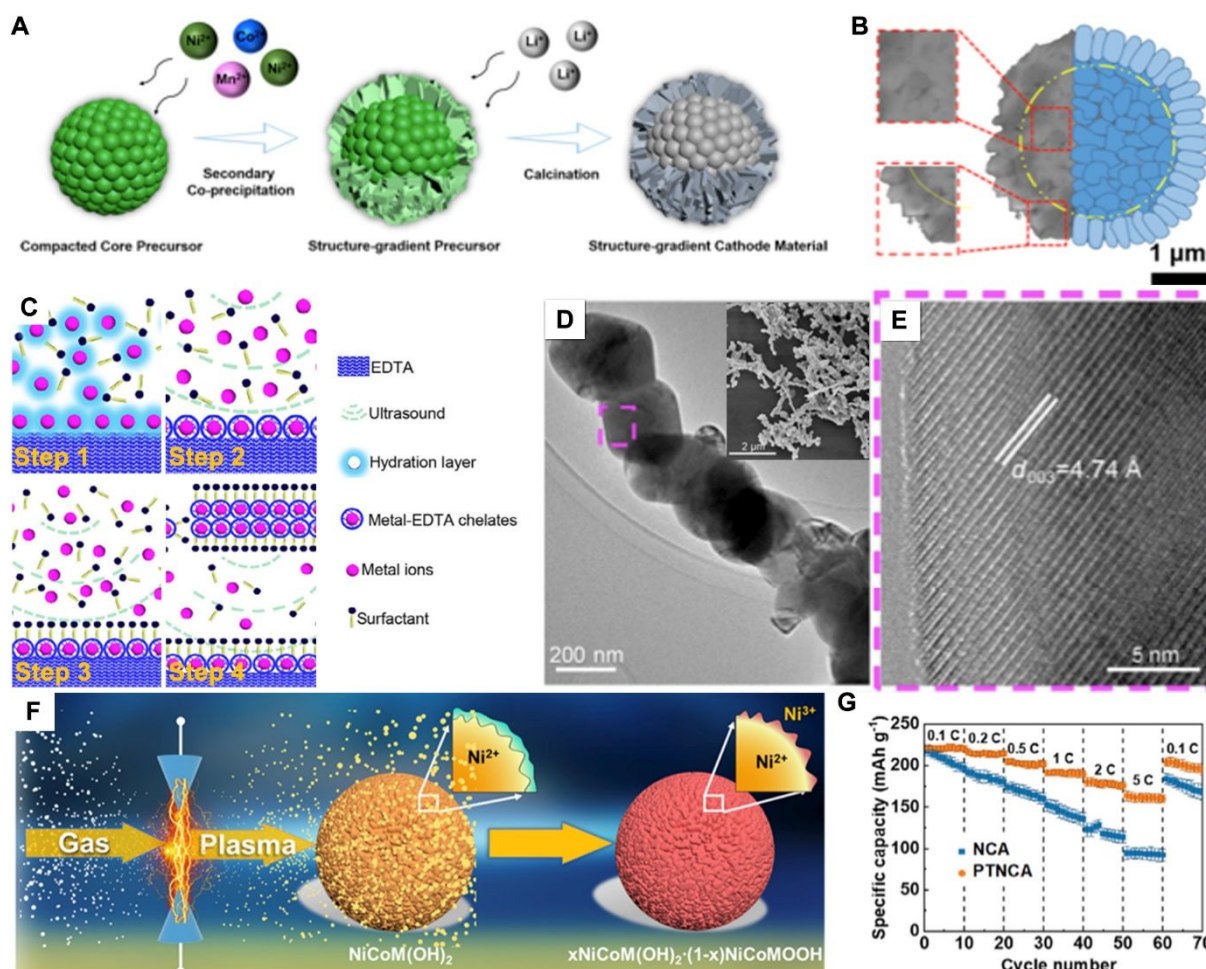 A
Ni²⁺
Co²⁺
Mn²⁺
Ni²⁺
Li⁺
Li⁺
Li⁺
Secondary
Co-precipitation
Calcination
Compacted Core Precursor
Structure-gradient Precursor
Structure-gradient Cathode Material
B
1 µm
C
Step 1
Step 2
Step 3
Step 4
EDTA
Ultrasound
Hydration layer
Metal-EDTA chelates
Metal ions
Surfactant
D
2 µm
200 nm
E
d₀₀₃=4.74 Å
5 nm
F
Gas
Plasma
Ni²⁺
NiCoM(OH)₂
Ni³⁺
Ni²⁺
xNiCoM(OH)₂·(1-x)NiCoMOOH
G
Specific capacity (mAh g⁻¹)
250
200
150
100
50
0
0.1 C
0.2 C
0.5 C
1 C
2 C
5 C
0.1 C
NCA
PTNCA
0 10 20 30 40 50 60 70
Cycle number